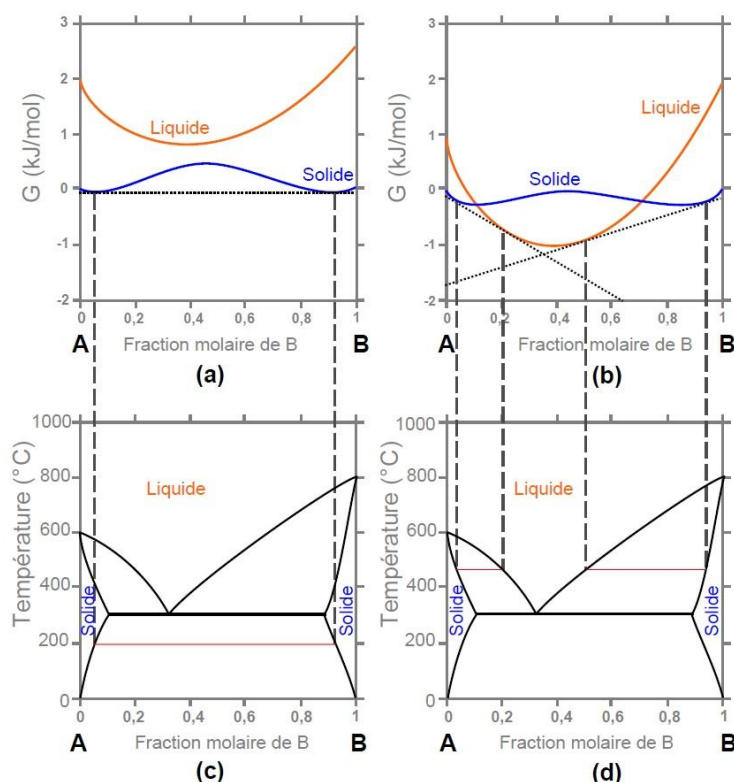 3
2
1
0
-1
-2
G (kJ/mol)
Liquide
Solide
0
0,2
0,4
0,6
0,8
1
A
Fraction molaire de B
B
(a)
3
2
1
0
-1
-2
G (kJ/mol)
Liquide
Solide
0
0,2
0,4
0,6
0,8
1
A
Fraction molaire de B
B
(b)
1000
800
600
400
200
0
Température (°C)
Liquide
Solide
Solide
0
0,2
0,4
0,6
0,8
1
A
Fraction molaire de B
B
(c)
1000
800
600
400
200
0
Température (°C)
Liquide
Solide
Solide
0
0,2
0,4
0,6
0,8
1
A
Fraction molaire de B
B
(d)